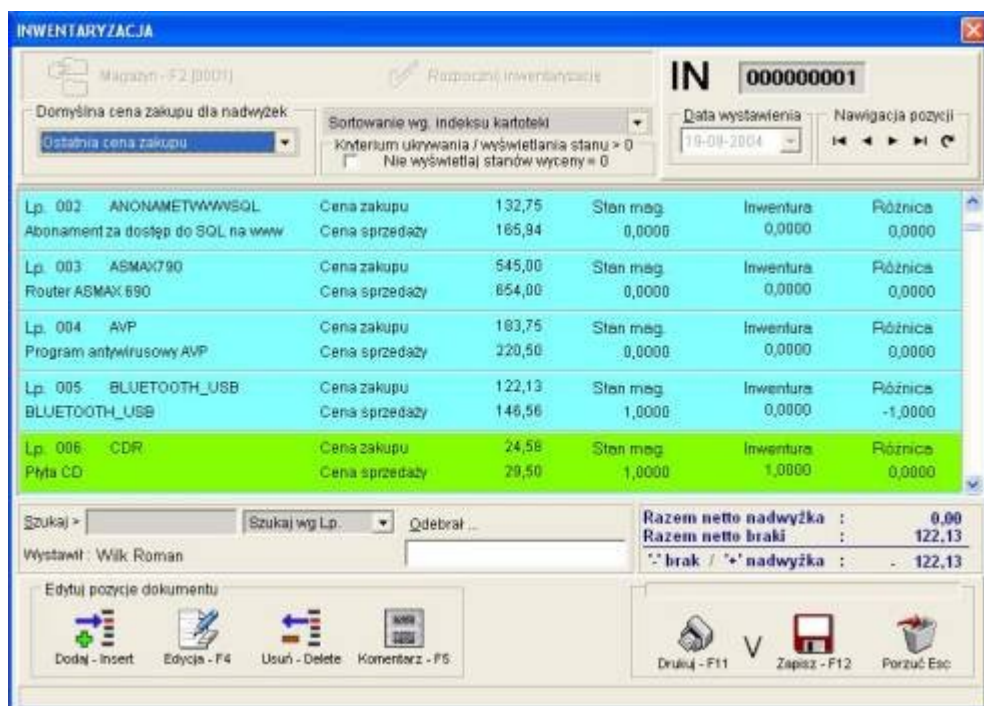 INWENTARYZACJA
Magazyn - F2 [0001]
Rozpocznij inwentaryzację
IN 000000001
Domyślna cena zakupu dla nadwyżek
Ostatnia cena zakupu
Sortowanie wg. indeksu kartoteki
Kryterium ukrywania / wyświetlania stanu > 0
Nie wyświetlaj stanów wyceny = 0
Data wystawienia
19-08-2004
Nawigacja pozycji
Lp. 002 ANONAMETWWWSQL Cena zakupu 132,75 Stan mag. Inwentura Różnica
Abonament za dostęp do SQL na www Cena sprzedaży 165,94 0,0000 0,0000 0,0000
Lp. 003 ASMAX790 Cena zakupu 545,00 Stan mag. Inwentura Różnica
Router ASMAX 690 Cena sprzedaży 654,00 0,0000 0,0000 0,0000
Lp. 004 AVP Cena zakupu 183,75 Stan mag. Inwentura Różnica
Program antywirusowy AVP Cena sprzedaży 220,50 0,0000 0,0000 0,0000
Lp. 005 BLUETOOTH_USB Cena zakupu 122,13 Stan mag. Inwentura Różnica
BLUETOOTH_USB Cena sprzedaży 146,56 1,0000 0,0000 -1,0000
Lp. 006 CDR Cena zakupu 24,58 Stan mag. Inwentura Różnica
Płyta CD Cena sprzedaży 29,50 1,0000 1,0000 0,0000
Szukaj > Szukaj wg Lp. Odebrał ...
Wystawił : Wilk Roman
Razem netto nadwyżka : 0,00
Razem netto braki : 122,13
'-' brak / '+' nadwyżka : - 122,13
Edytuj pozycje dokumentu
Dodaj - Insert Edycja - F4 Usuń - Delete Komentarz - F5
V
Drukuj - F11 Zapisz - F12 Porzuć Esc